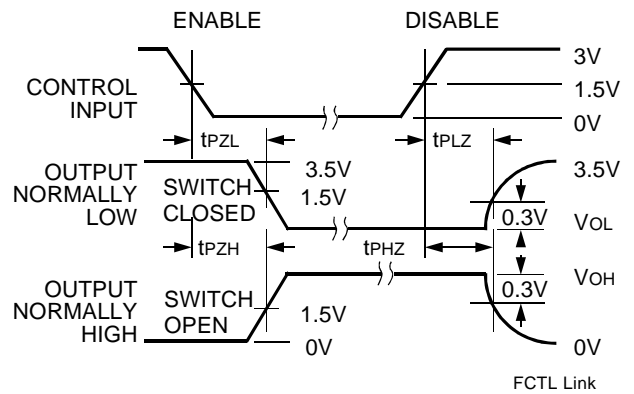 ENABLE DISABLE
3V
CONTROL
INPUT
1.5V
0V
tPZL tPLZ
OUTPUT
NORMALLY
LOW
SWITCH
CLOSED
3.5V
1.5V
3.5V
0.3V
VOL
tPZH tPHZ
OUTPUT
NORMALLY
HIGH
SWITCH
OPEN
1.5V
0V
VOH
0.3V
0V
FCTL Link